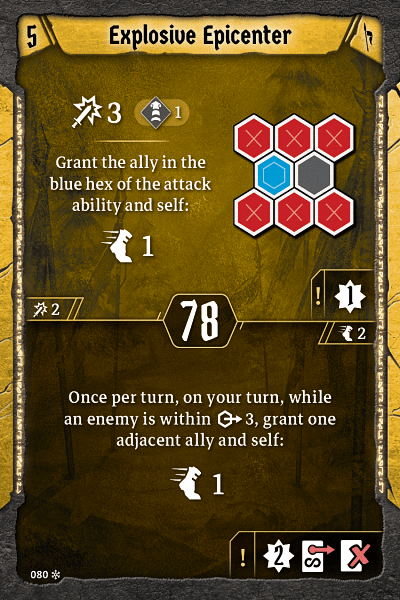 5 Explosive Epicenter
3 1
Grant the ally in the
blue hex of the attack
ability and self:
1
! 1
2 78 2
Once per turn, on your turn, while
an enemy is within 3, grant one
adjacent ally and self:
1
! 2
080